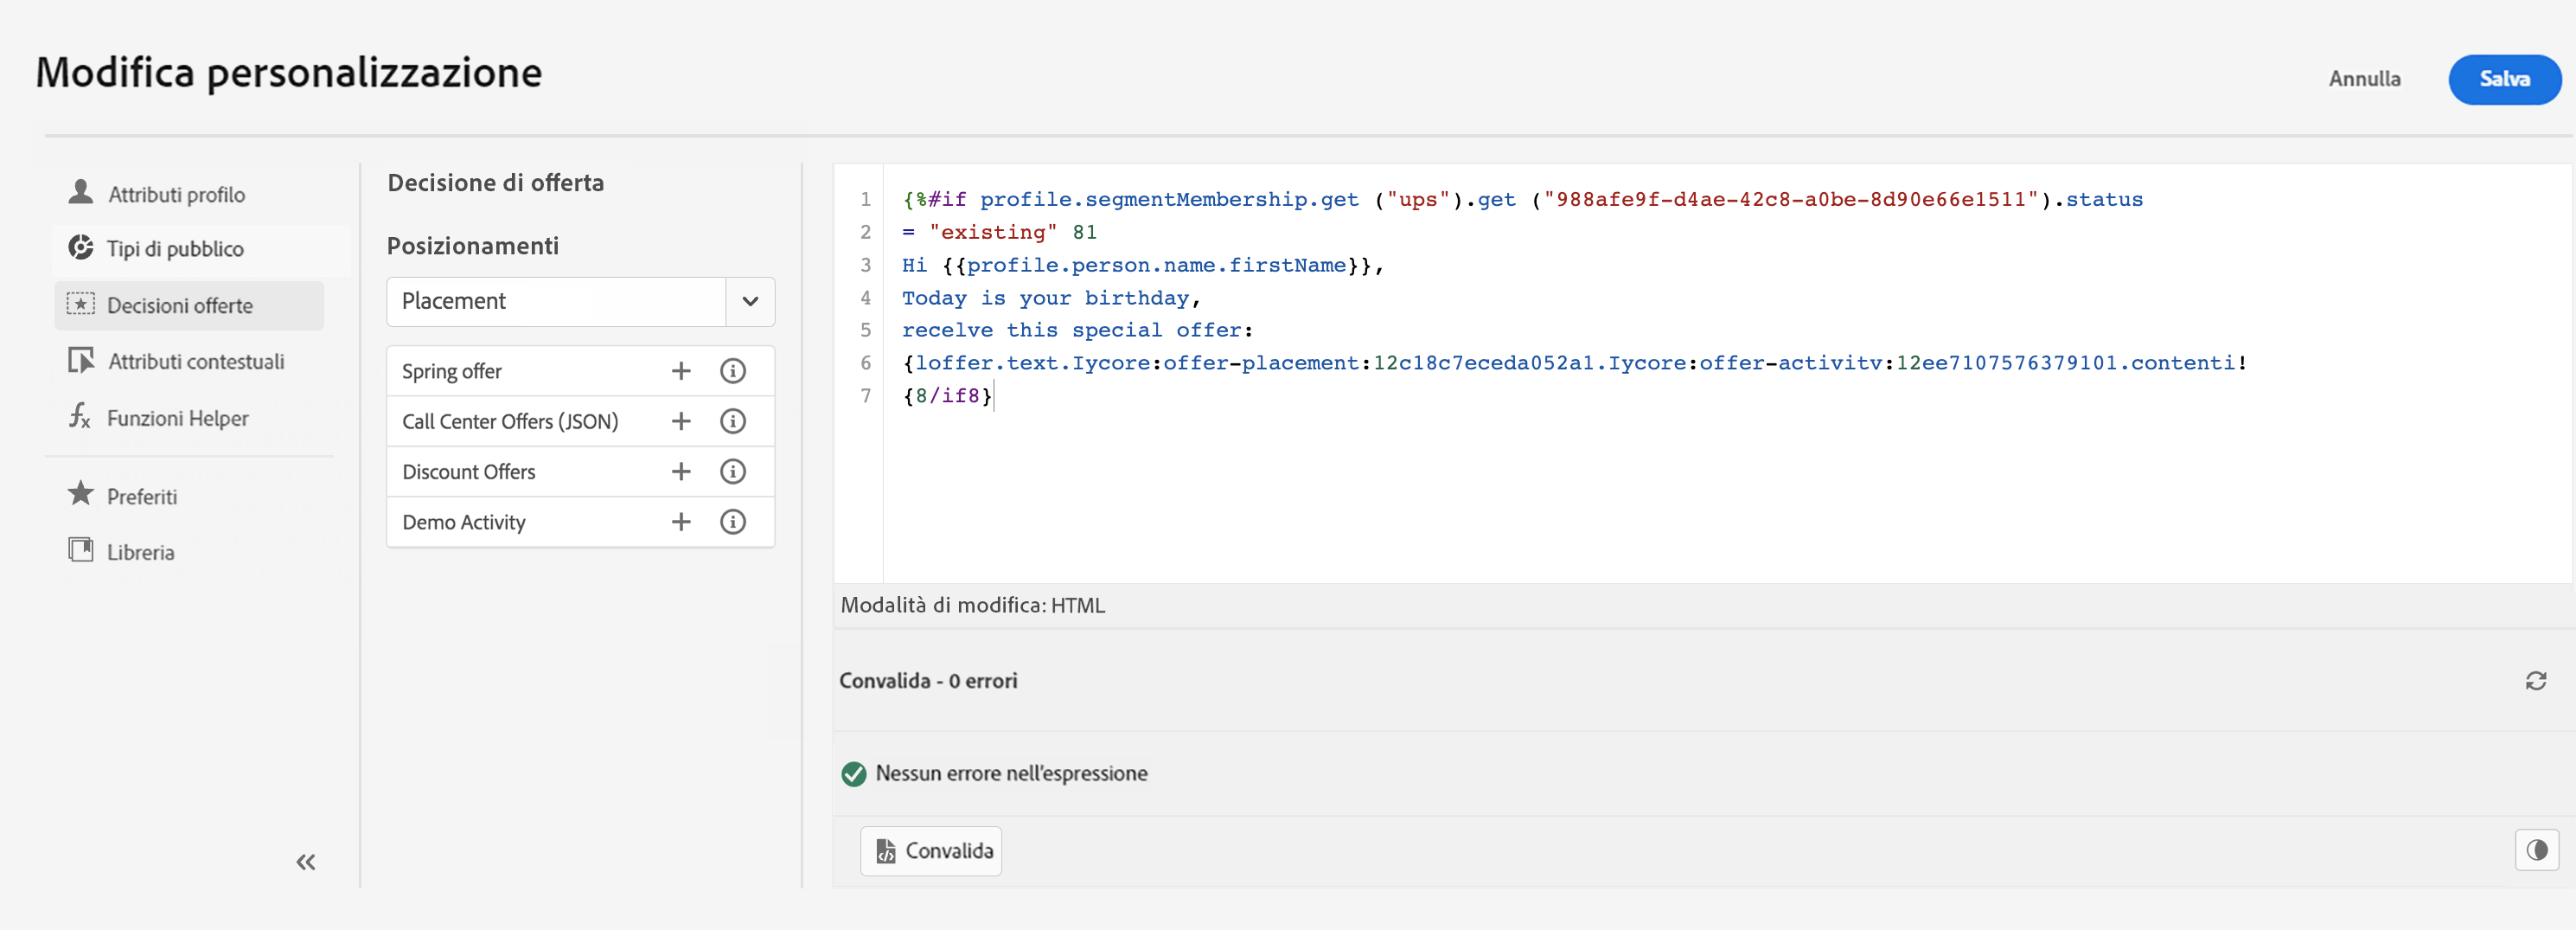 Modifica personalizzazione
Annulla
Salva
Attributi profilo
Tipi di pubblico
Decisioni offerte
Attributi contestuali
Funzioni Helper
Preferiti
Libreria
Decisione di offerta
Posizionamenti
Placement
Spring offer
Call Center Offers (JSON)
Discount Offers
Demo Activity
1 {%#if profile.segmentMembership.get ("ups").get ("988afe9f-d4ae-42c8-a0be-8d90e66e1511").status
2 = "existing" 81
3 Hi {{profile.person.name.firstName}},
4 Today is your birthday,
5 recelve this special offer:
6 {loffer.text.Iycore:offer-placement:12c18c7eceda052a1.Iycore:offer-activitv:12ee7107576379101.contenti!
7 {8/if8}
Modalità di modifica: HTML
Convalida - 0 errori
Nessun errore nell'espressione
Convalida